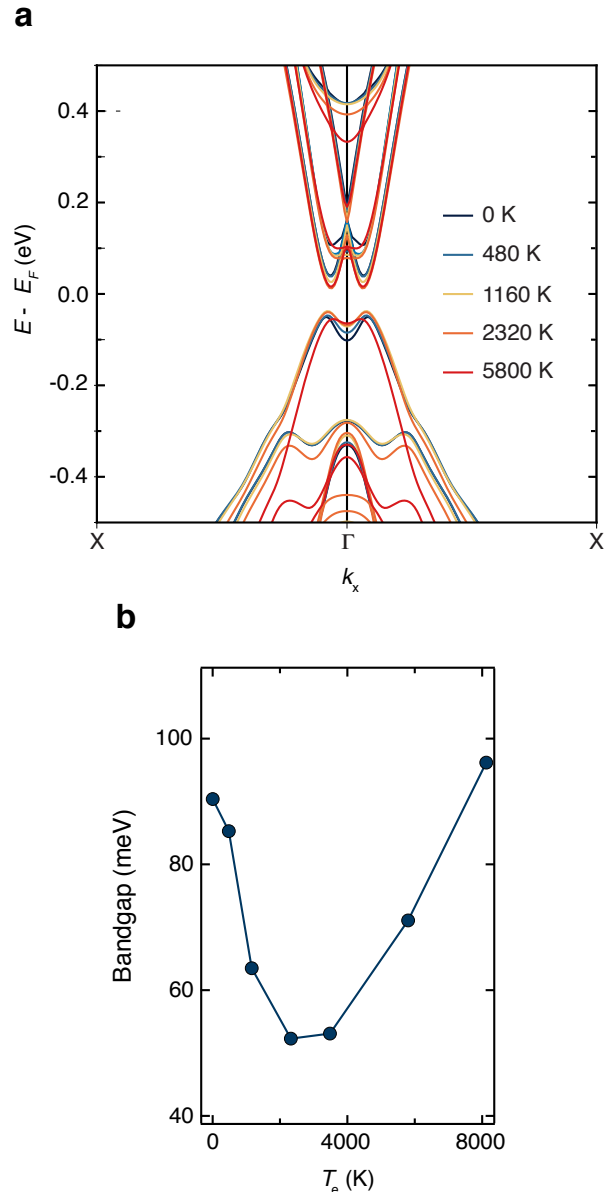 a
0.4
0.2
0.0
-0.2
-0.4
E - E_F (eV)
0 K
480 K
1160 K
2320 K
5800 K
X
Γ
X
k_x
b
100
80
60
40
Bandgap (meV)
0
4000
8000
T_e (K)